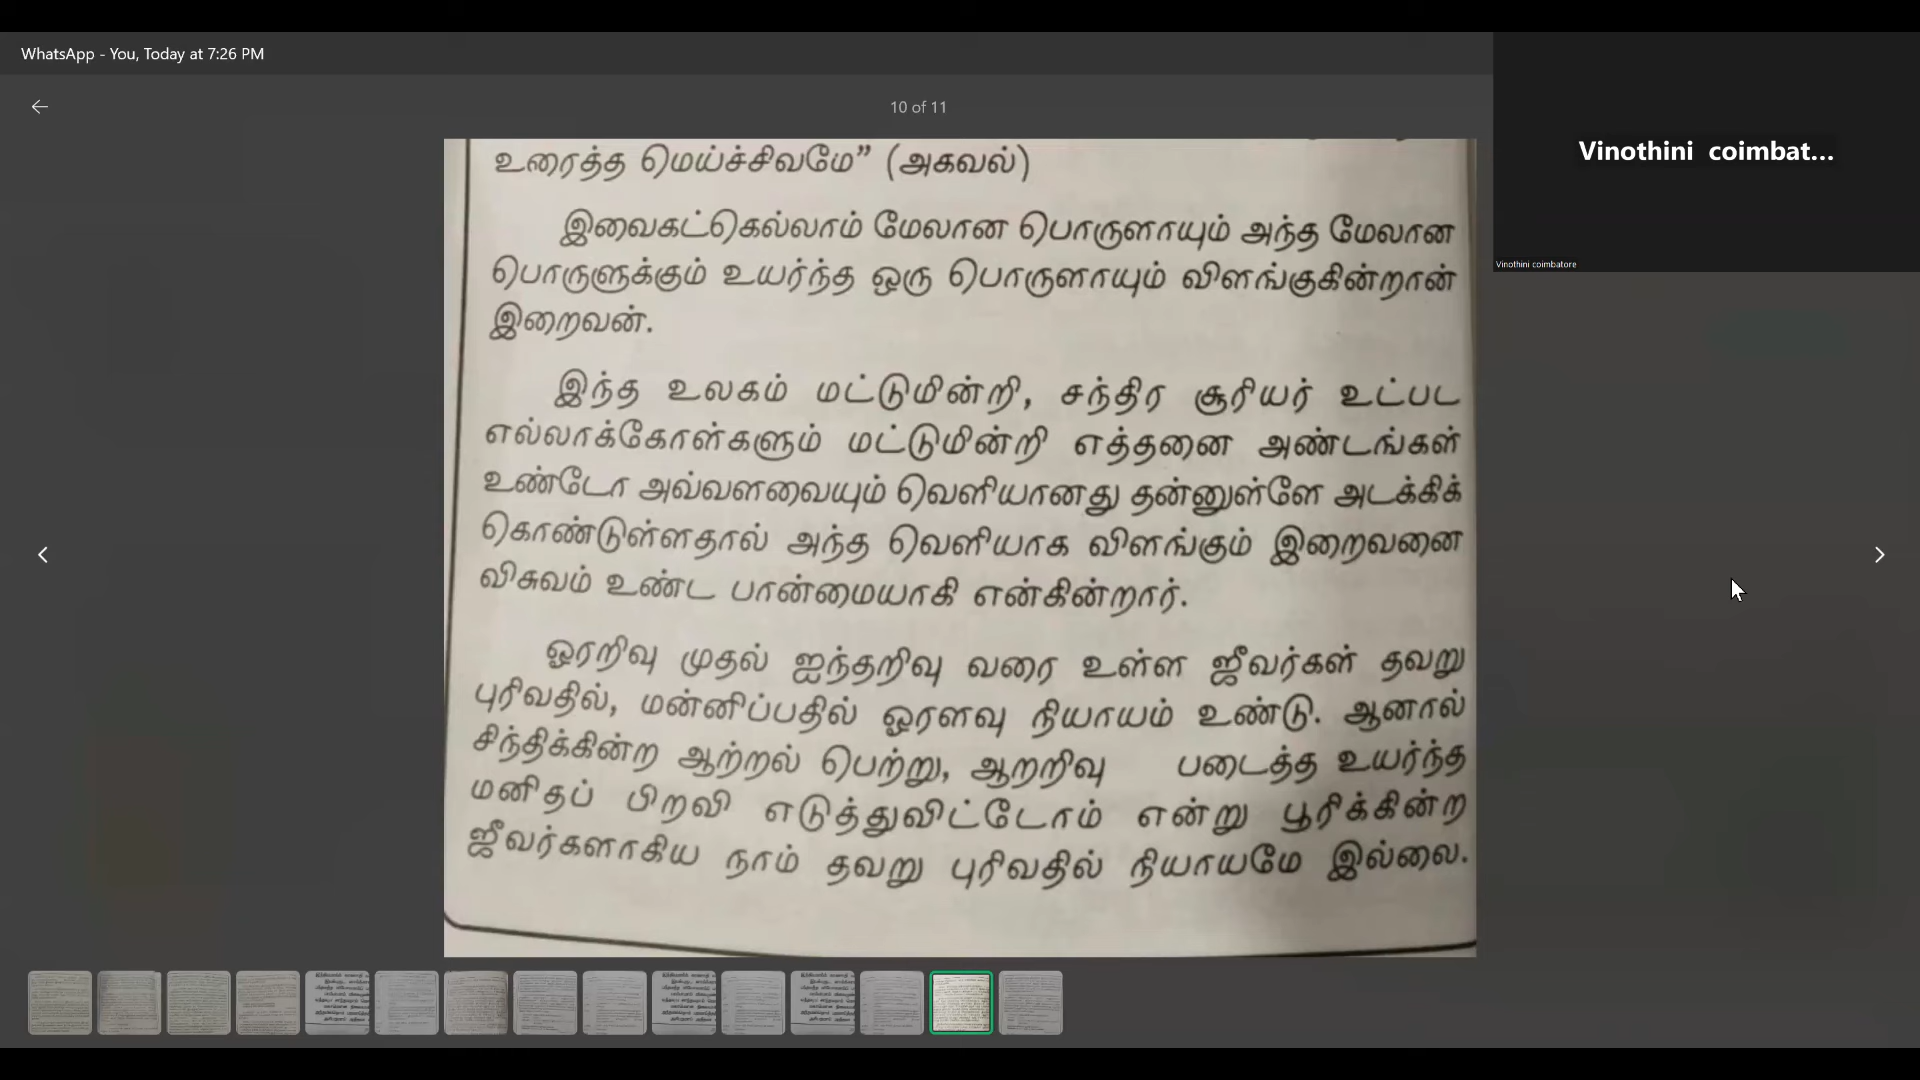 WhatsApp - You, Today at 7:26 PM
10 of 11
Vinothini coimbat...
Vinothini coimbatore
உரைத்த மெய்ச்சிவமே” (அகவல்)
இவைகட்கெல்லாம் மேலான பொருளாயும் அந்த மேலான
பொருளுக்கும் உயர்ந்த ஒரு பொருளாயும் விளங்குகின்றான்
இறைவன்.
இந்த உலகம் மட்டுமின்றி, சந்திர சூரியர் உட்பட
எல்லாக்கோள்களும் மட்டுமின்றி எத்தனை அண்டங்கள்
உண்டோ அவ்வளவையும் வெளியானது தன்னுள்ளே அடக்கிக்
கொண்டுள்ளதால் அந்த வெளியாக விளங்கும் இறைவனை
விசுவம் உண்ட பான்மையாகி என்கின்றார்.
ஓரறிவு முதல் ஐந்தறிவு வரை உள்ள ஜீவர்கள் தவறு
புரிவதில், மன்னிப்பதில் ஓரளவு நியாயம் உண்டு. ஆனால்
சிந்திக்கின்ற ஆற்றல் பெற்று, ஆறறிவு படைத்த உயர்ந்த
மனிதப் பிறவி எடுத்துவிட்டோம் என்று பூரிக்கின்ற
ஜீவர்களாகிய நாம் தவறு புரிவதில் நியாயமே இல்லை.